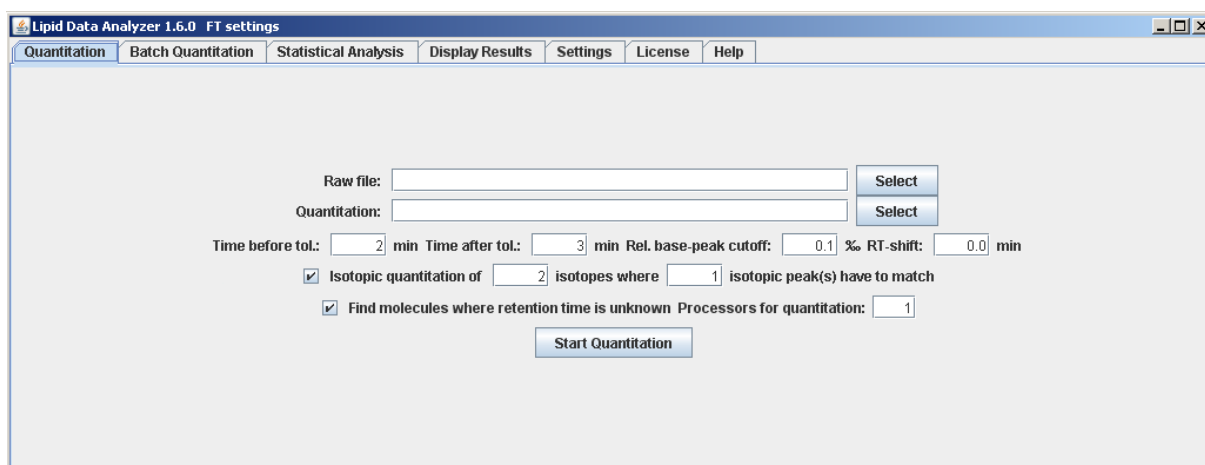 Lipid Data Analyzer 1.6.0 FT settings
Quantitation Batch Quantitation Statistical Analysis Display Results Settings License Help
Raw file: Select
Quantitation: Select
Time before tol.: 2 min Time after tol.: 3 min Rel. base-peak cutoff: 0.1 ‰ RT-shift: 0.0 min
Isotopic quantitation of 2 isotopes where 1 isotopic peak(s) have to match
Find molecules where retention time is unknown Processors for quantitation: 1
Start Quantitation